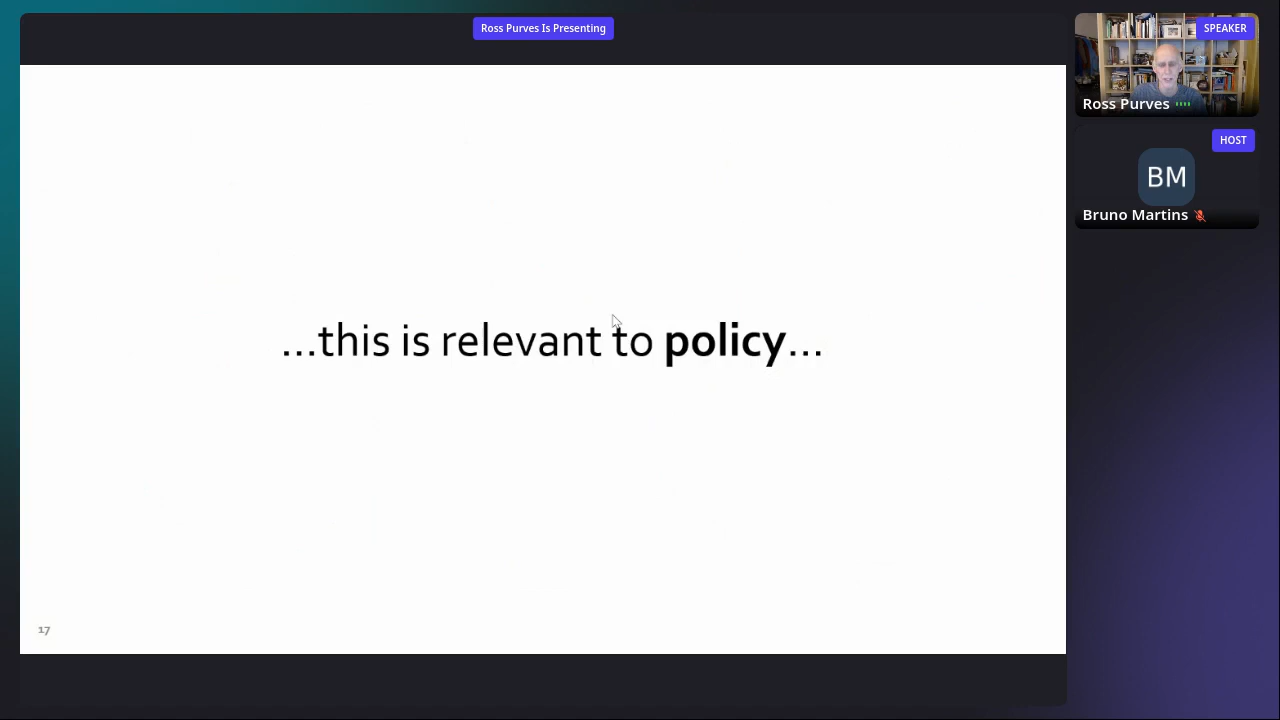 Ross Purves Is Presenting
SPEAKER
Ross Purves
HOST
BM
Bruno Martins
...this is relevant to policy...
17